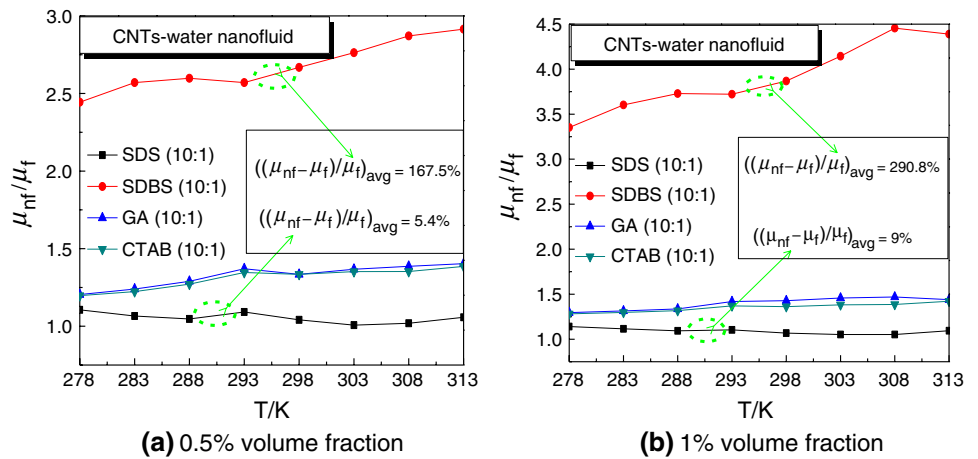 CNTs-water nanofluid
3.0
2.5
2.0
1.5
1.0
μnf/μf
SDS (10:1)
SDBS (10:1)
GA (10:1)
CTAB (10:1)
((μnf−μf)/μf)avg = 167.5%
((μnf−μf)/μf)avg = 5.4%
278 283 288 293 298 303 308 313
T/K
(a) 0.5% volume fraction
CNTs-water nanofluid
4.5
4.0
3.5
3.0
2.5
2.0
1.5
1.0
μnf/μf
SDS (10:1)
SDBS (10:1)
GA (10:1)
CTAB (10:1)
((μnf−μf)/μf)avg = 290.8%
((μnf−μf)/μf)avg = 9%
278 283 288 293 298 303 308 313
T/K
(b) 1% volume fraction